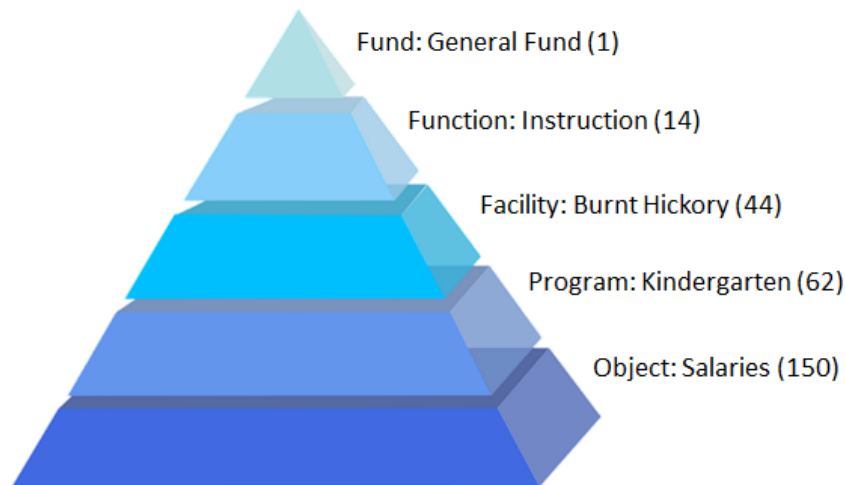 Fund: General Fund (1)
Function: Instruction (14)
Facility: Burnt Hickory (44)
Program: Kindergarten (62)
Object: Salaries (150)